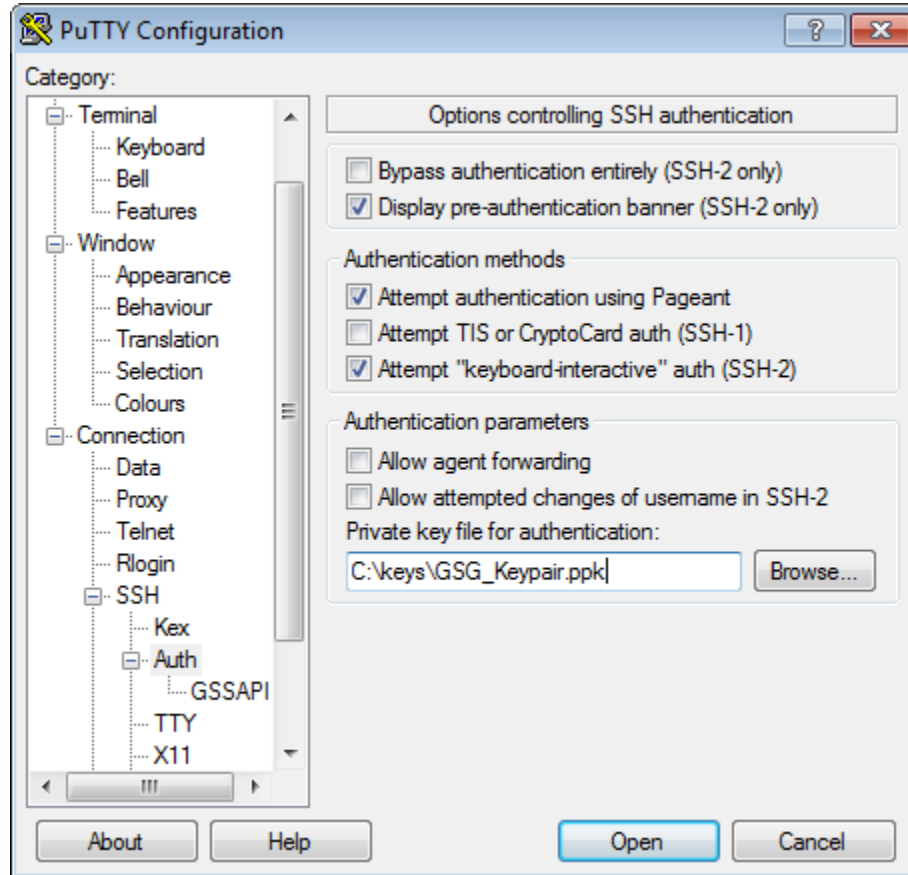 PuTTY Configuration
Category:
Terminal
Keyboard
Bell
Features
Window
Appearance
Behaviour
Translation
Selection
Colours
Connection
Data
Proxy
Telnet
Rlogin
SSH
Kex
Auth
GSSAPI
TTY
X11
Options controlling SSH authentication
Bypass authentication entirely (SSH-2 only)
Display pre-authentication banner (SSH-2 only)
Authentication methods
Attempt authentication using Pageant
Attempt TIS or CryptoCard auth (SSH-1)
Attempt "keyboard-interactive" auth (SSH-2)
Authentication parameters
Allow agent forwarding
Allow attempted changes of username in SSH-2
Private key file for authentication:
C:\keys\GSG_Keypair.ppk
Browse...
About
Help
Open
Cancel